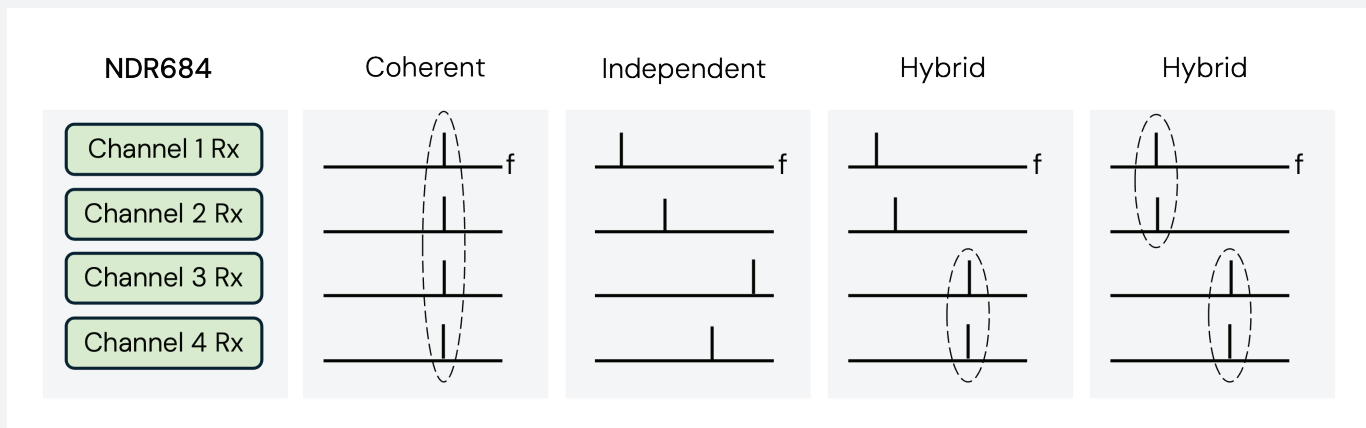 NDR684 Coherent Independent Hybrid Hybrid
Channel 1 Rx f f f f
Channel 2 Rx
Channel 3 Rx
Channel 4 Rx